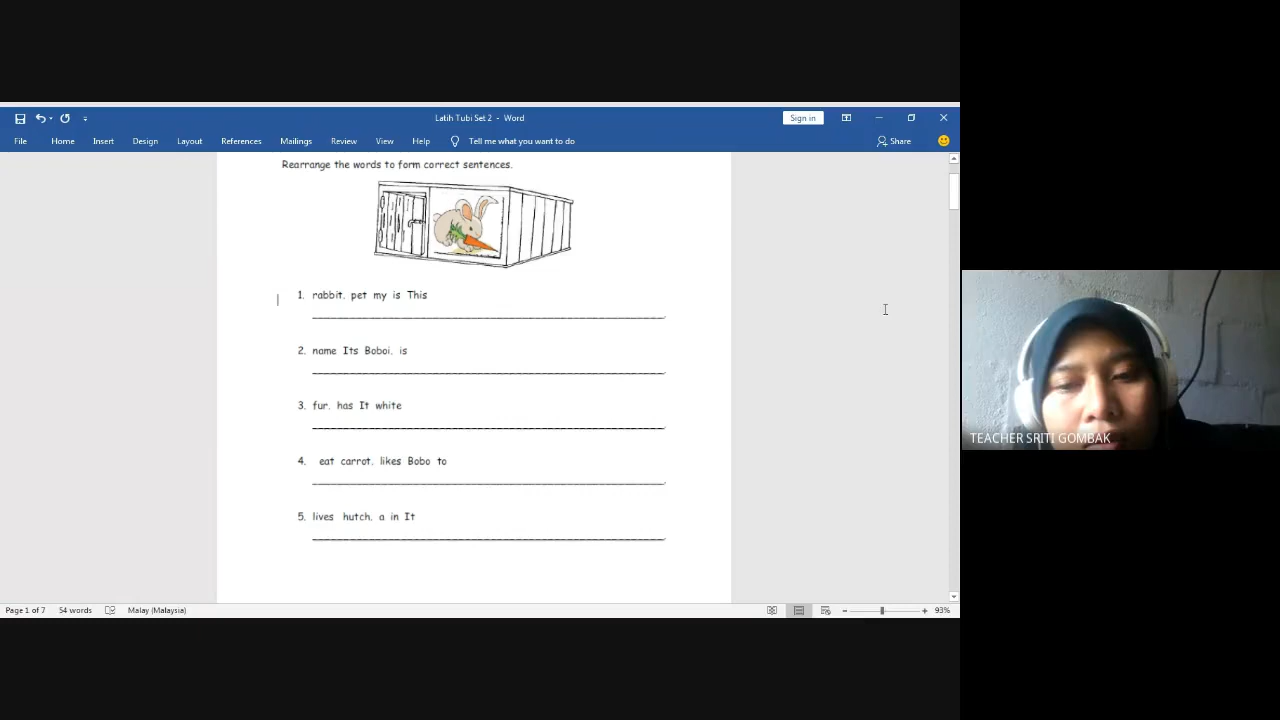 Latih Tubi Set 2 - Word
Sign in
File Home Insert Design Layout References Mailings Review View Help Tell me what you want to do Share
Rearrange the words to form correct sentences.
1. rabbit. pet my is This
2. name Its Boboi. is
3. fur. has It white
4. eat carrot. likes Bobo to
5. lives hutch. a in It
TEACHER SRITI GOMBAK
Page 1 of 7 54 words Malay (Malaysia) 93%